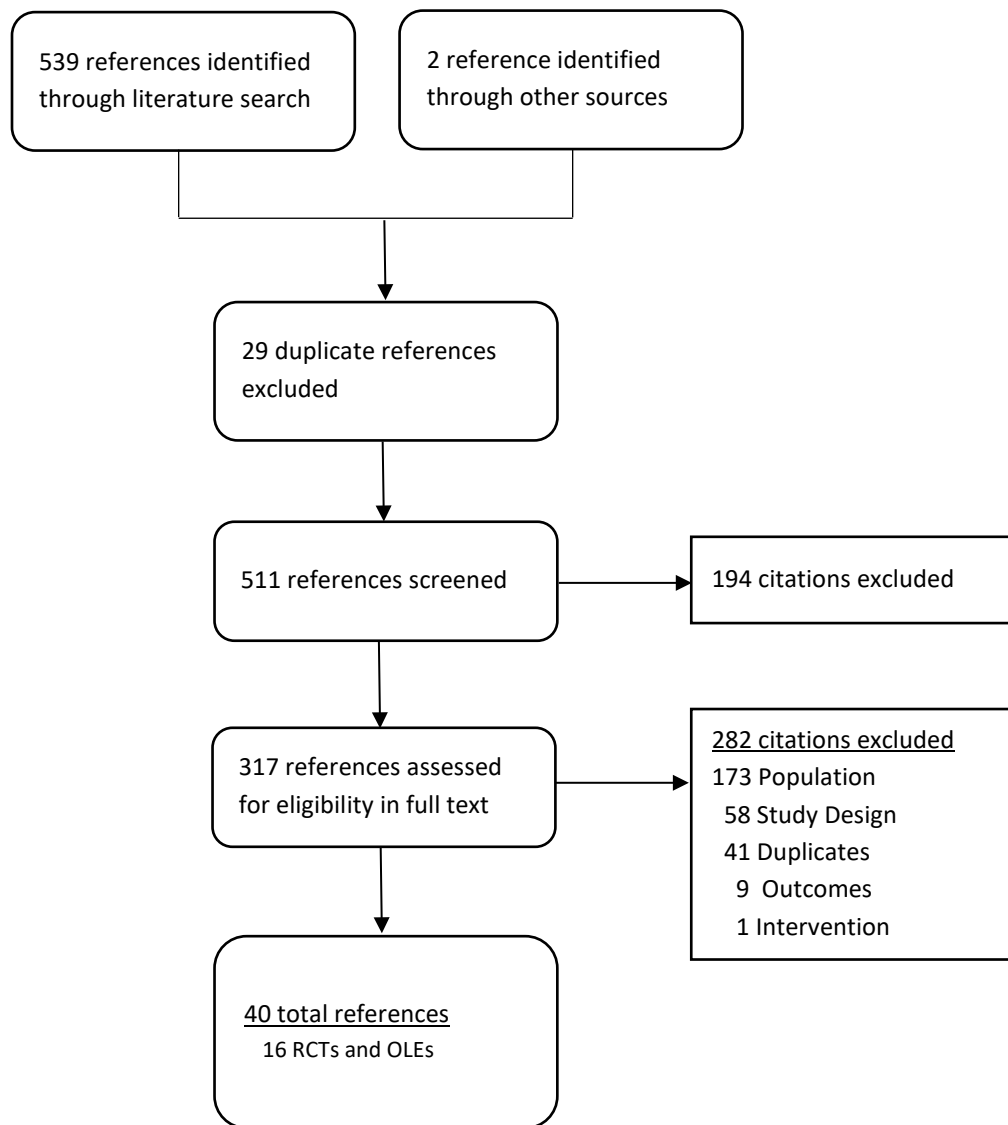 539 references identified
through literature search
2 reference identified
through other sources
29 duplicate references
excluded
511 references screened
194 citations excluded
317 references assessed
for eligibility in full text
282 citations excluded
173 Population
58 Study Design
41 Duplicates
9 Outcomes
1 Intervention
40 total references
16 RCTs and OLEs